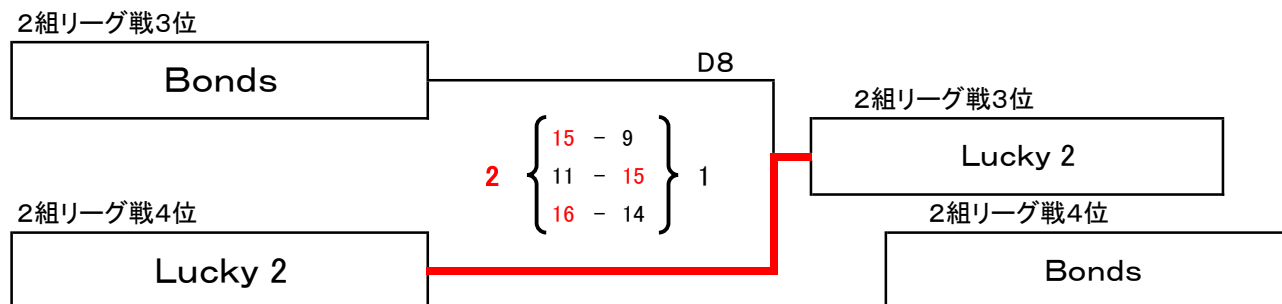 2組リーグ戦3位
Bonds
D8
2組リーグ戦3位
Lucky 2
15 - 9
2 { 11 - 15 } 1
16 - 14
2組リーグ戦4位
Lucky 2
2組リーグ戦4位
Bonds